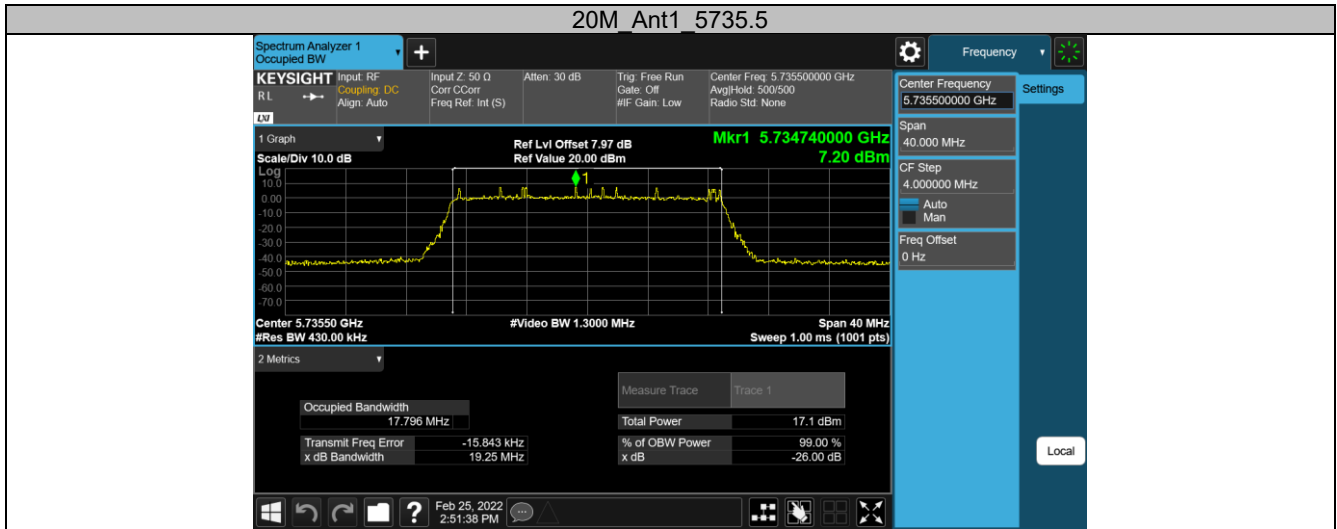 20M_Ant1_5735.5
Spectrum Analyzer 1
Occupied BW
Frequency
KEYSIGHT
RL
LXI
Input: RF
Coupling: DC
Align: Auto
Input Z: 50 Ω
Corr CCorr
Freq Ref: Int (S)
Atten: 30 dB
Trig: Free Run
Gate: Off
#IF Gain: Low
Center Freq: 5.735500000 GHz
Avg|Hold: 500/500
Radio Std: None
Center Frequency
5.735500000 GHz
Settings
Span
40.000 MHz
CF Step
4.000000 MHz
Auto
Man
Freq Offset
0 Hz
1 Graph
Scale/Div 10.0 dB
Ref Lvl Offset 7.97 dB
Ref Value 20.00 dBm
Mkr1 5.734740000 GHz
7.20 dBm
Log
10.0
0.00
-10.0
-20.0
-30.0
-40.0
-50.0
-60.0
-70.0
1
Center 5.73550 GHz
#Video BW 1.3000 MHz
Span 40 MHz
#Res BW 430.00 kHz
Sweep 1.00 ms (1001 pts)
2 Metrics
Measure Trace
Trace 1
Occupied Bandwidth
17.796 MHz
Total Power
17.1 dBm
Transmit Freq Error
-15.843 kHz
% of OBW Power
99.00 %
x dB Bandwidth
19.25 MHz
x dB
-26.00 dB
Local
Feb 25, 2022
2:51:38 PM